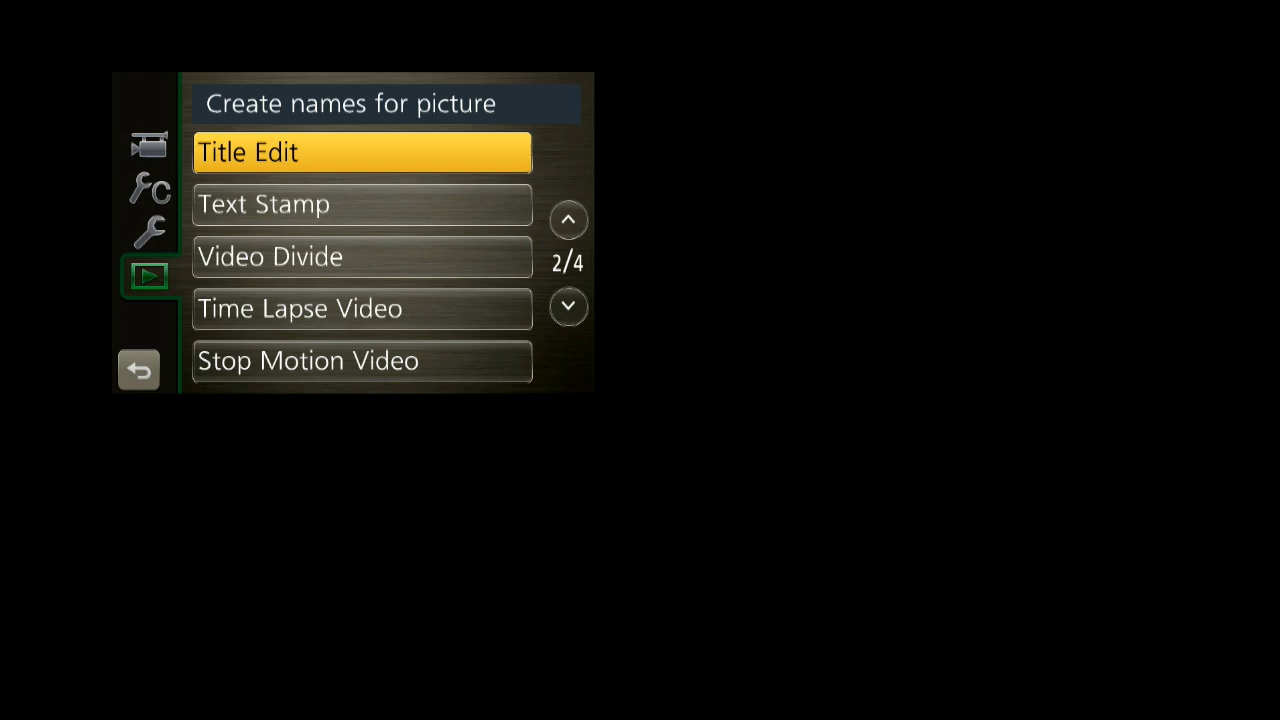 Create names for picture
Title Edit
Text Stamp
Video Divide
2/4
Time Lapse Video
Stop Motion Video
C